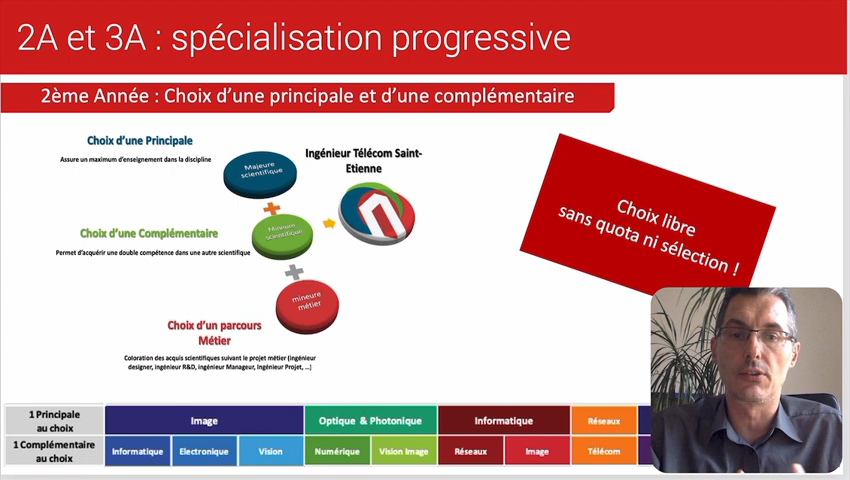 2A et 3A : spécialisation progressive
2ème Année : Choix d’une principale et d’une complémentaire
Choix d’une Principale
Assure un maximum d’enseignement dans la discipline
Majeure
scientifique
Ingénieur Télécom Saint-
Etienne
Choix libre
sans quota ni sélection !
Choix d’une Complémentaire
Permet d’acquérir une double compétence dans une autre scientifique
Mineure
scientifique
mineure
métier
Choix d’un parcours
Métier
Coloration des acquis scientifiques suivant le projet métier (ingénieur
designer, ingénieur R&D, ingénieur Manageur, Ingénieur Projet, …)
1 Principale
au choix
Image
Optique & Photonique
Informatique
Réseaux
1 Complémentaire
au choix
Informatique
Electronique
Vision
Numérique
Vision Image
Réseaux
Image
Télécom